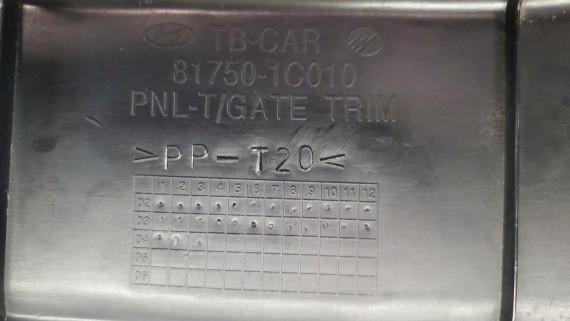 TB-CAR
81750-1C010
PNL-T/GATE TRIM
>PP-T20<
1 2 3 4 5 6 7 8 9 10 11 12
02
03
04
05
06